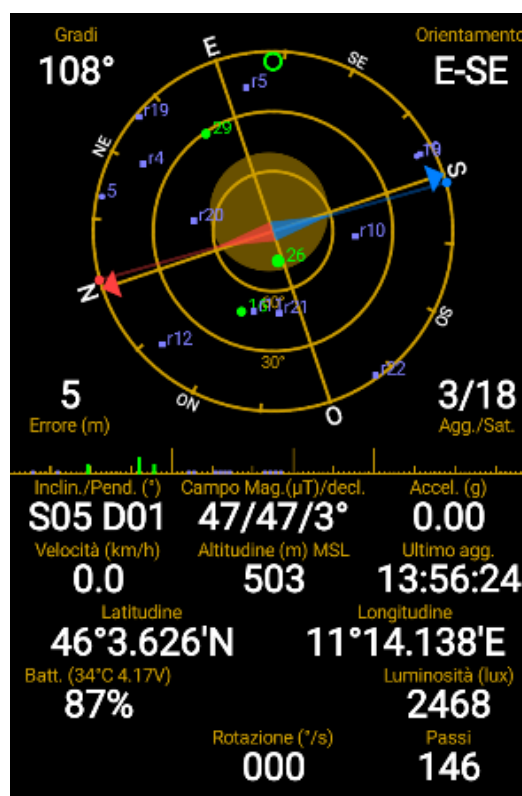 Gradi
Orientamento
108°
E-SE
E
SE
r5
r19
29
19
NE
r4
S
5
r20
r10
26
N
60°
r21
SO
r12
30°
r22
NO
5
3/18
O
Errore (m)
Agg./Sat.
Inclin./Pend. (°) Campo Mag.(µT)/decl. Accel. (g)
S05 D01 47/47/3° 0.00
Velocità (km/h) Altitudine (m) MSL Ultimo agg.
0.0 503 13:56:24
Latitudine Longitudine
46°3.626'N 11°14.138'E
Batt. (34°C 4.17V) Luminosità (lux)
87% 2468
Rotazione (°/s) Passi
000 146